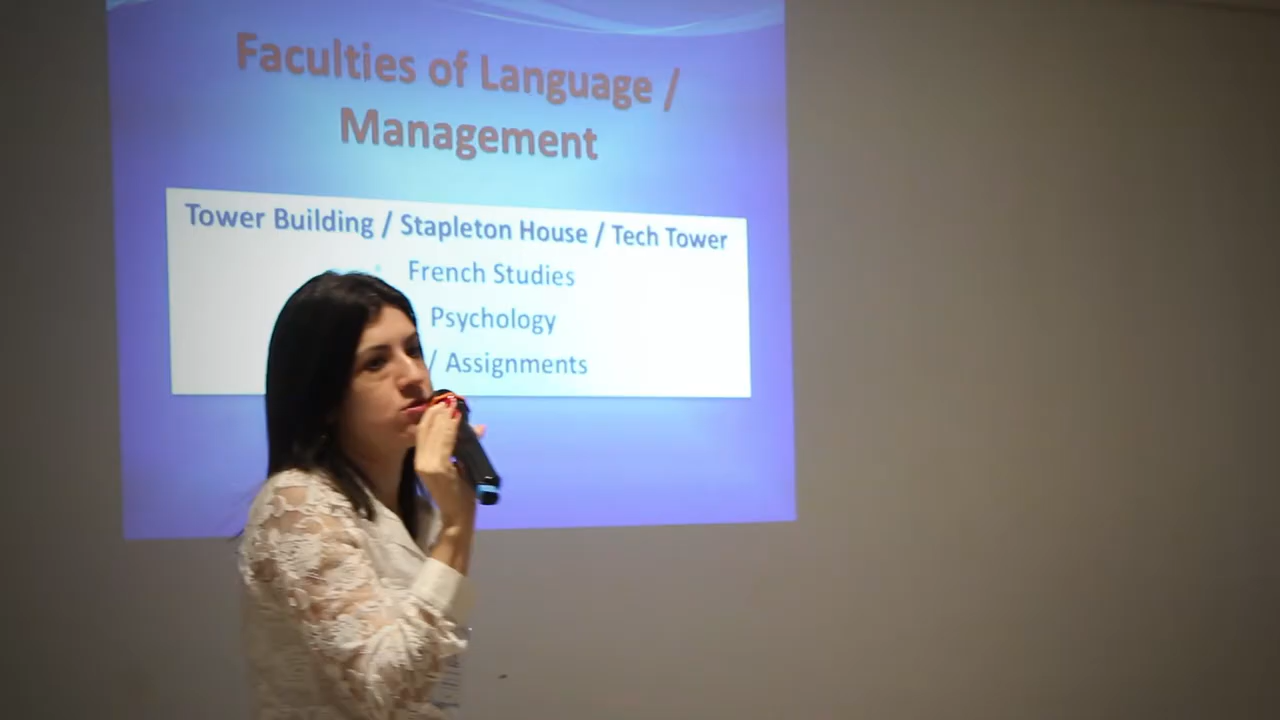 Faculties of Language /
Management
Tower Building / Stapleton House / Tech Tower
French Studies
Psychology
/ Assignments